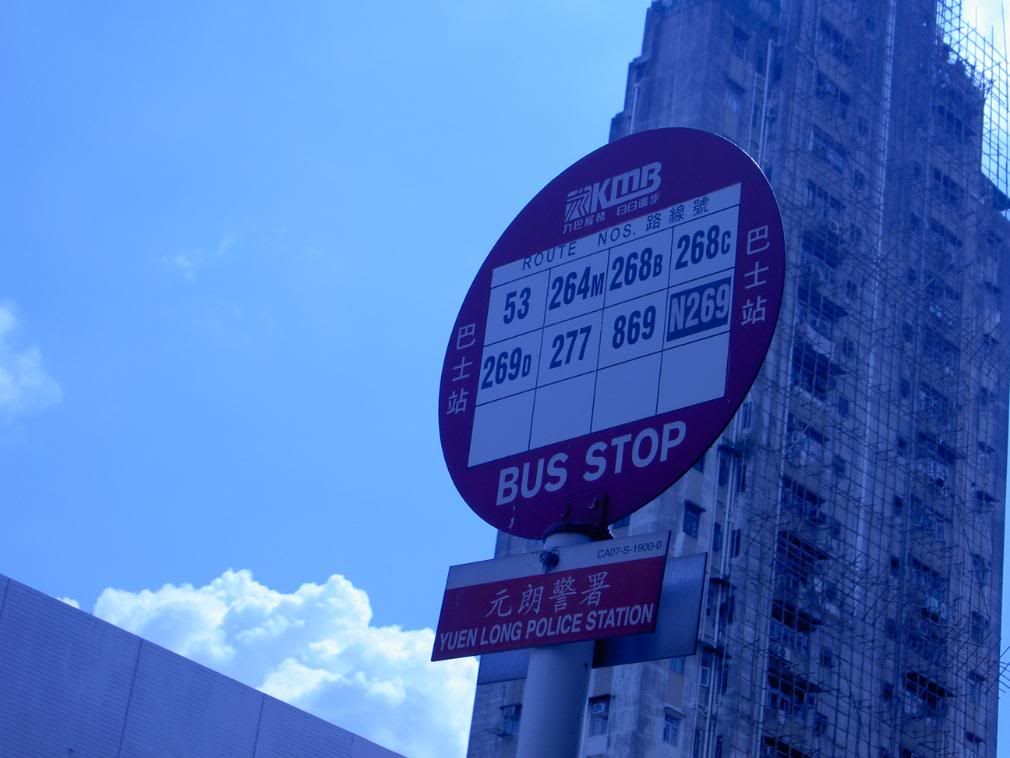 KMB
九巴服務 日日進步
ROUTE NOS. 路線號
53 264M 268B 268C
269D 277 869 N269
巴士站
巴士站
BUS STOP
CA07-S-1900-0
元朗警署
YUEN LONG POLICE STATION